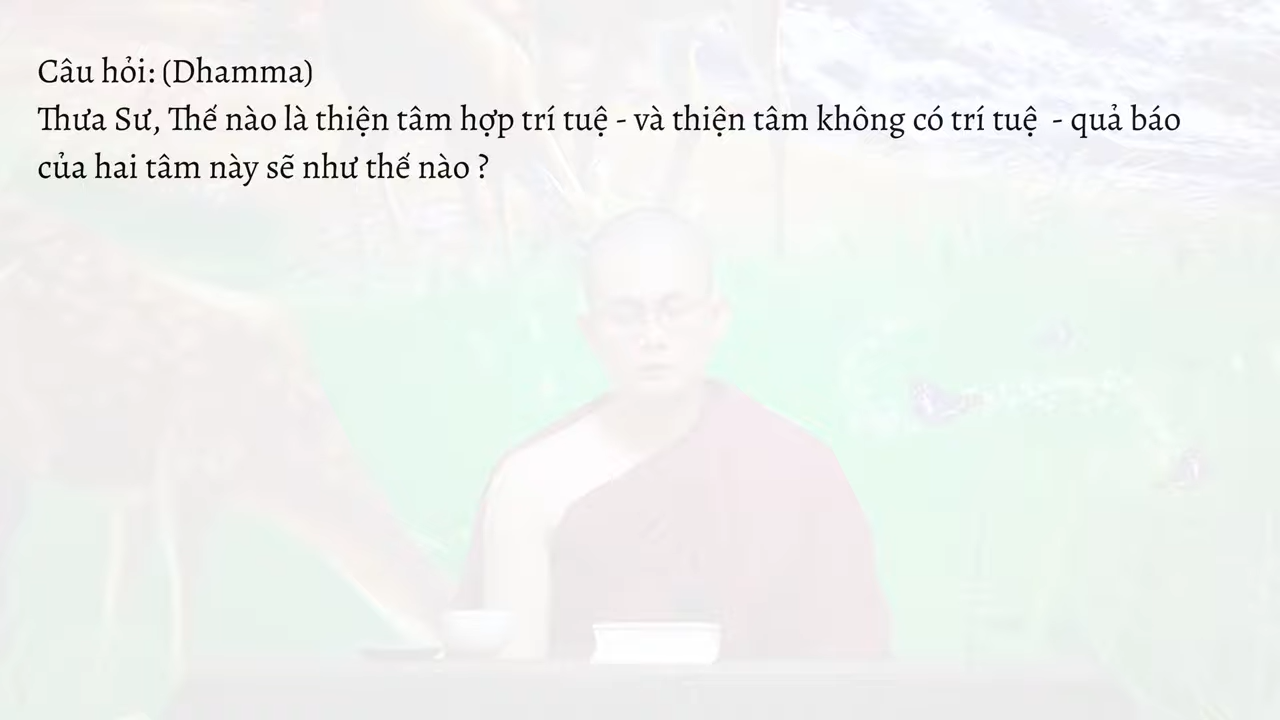 Câu hỏi: (Dhamma)
Thưa Sư, Thế nào là thiện tâm hợp trí tuệ - và thiện tâm không có trí tuệ - quả báo
của hai tâm này sẽ như thế nào ?